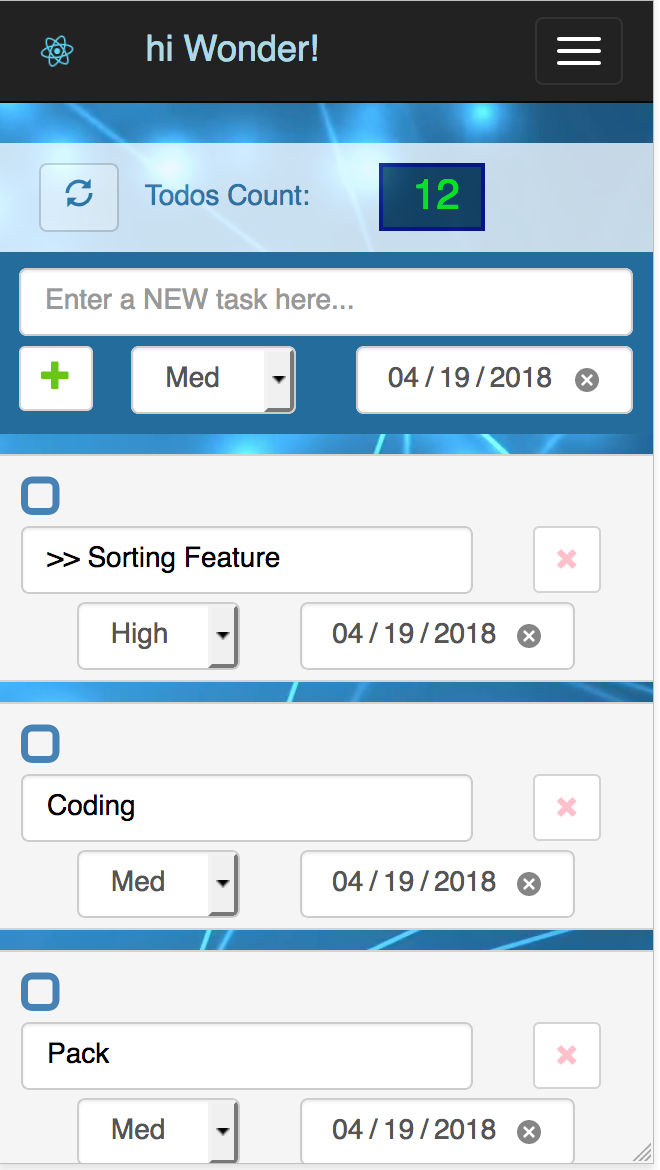 hi Wonder!
Todos Count: 12
Enter a NEW task here...
Med 04 / 19 / 2018
>> Sorting Feature
High 04 / 19 / 2018
Coding
Med 04 / 19 / 2018
Pack
Med 04 / 19 / 2018